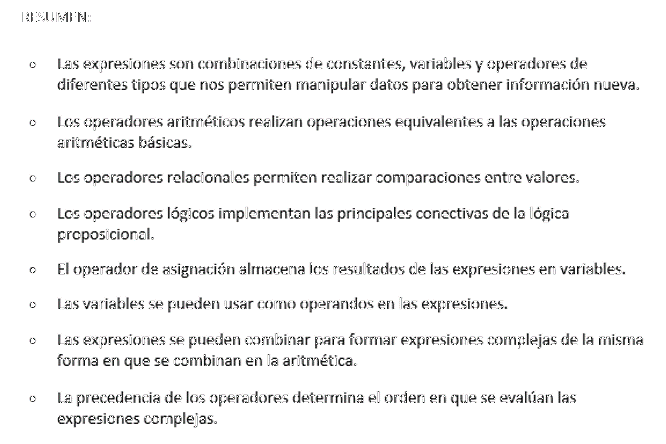 RESUMEN:
o Las expresiones son combinaciones de constantes, variables y operadores de
diferentes tipos que nos permiten manipular datos para obtener información nueva.
o Los operadores aritméticos realizan operaciones equivalentes a las operaciones
aritméticas básicas.
o Los operadores relacionales permiten realizar comparaciones entre valores.
o Los operadores lógicos implementan las principales conectivas de la lógica
proposicional.
o El operador de asignación almacena los resultados de las expresiones en variables.
o Las variables se pueden usar como operandos en las expresiones.
o Las expresiones se pueden combinar para formar expresiones complejas de la misma
forma en que se combinan en la aritmética.
o La precedencia de los operadores determina el orden en que se evalúan las
expresiones complejas.